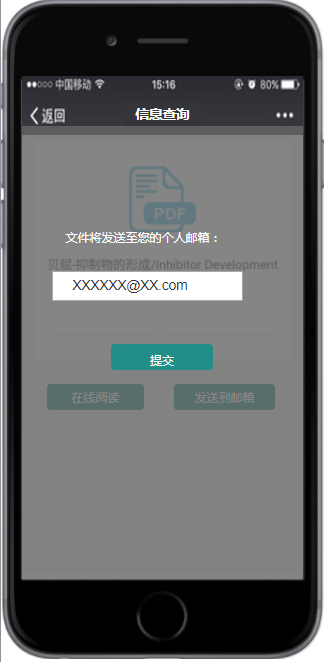 中国移动 15:16 80%
返回 信息查询
PDF
文件将发送至您的个人邮箱：
贝赋-抑制物的形成/Inhibitor Development
XXXXXX@XX.com
提交
在线阅读 发送到邮箱